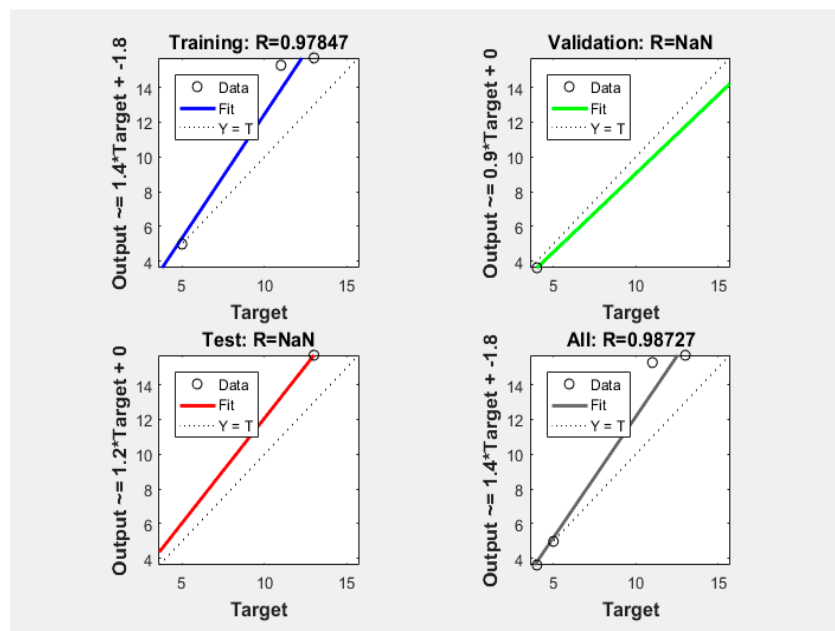 Training: R=0.97847
Output ~= 1.4*Target + -1.8
14
12
10
8
6
4
Data
Fit
Y = T
5
10
15
Target
Validation: R=NaN
Output ~= 0.9*Target + 0
14
12
10
8
6
4
Data
Fit
Y = T
5
10
15
Target
Test: R=NaN
Output ~= 1.2*Target + 0
14
12
10
8
6
4
Data
Fit
Y = T
5
10
15
Target
All: R=0.98727
Output ~= 1.4*Target + -1.8
14
12
10
8
6
4
Data
Fit
Y = T
5
10
15
Target